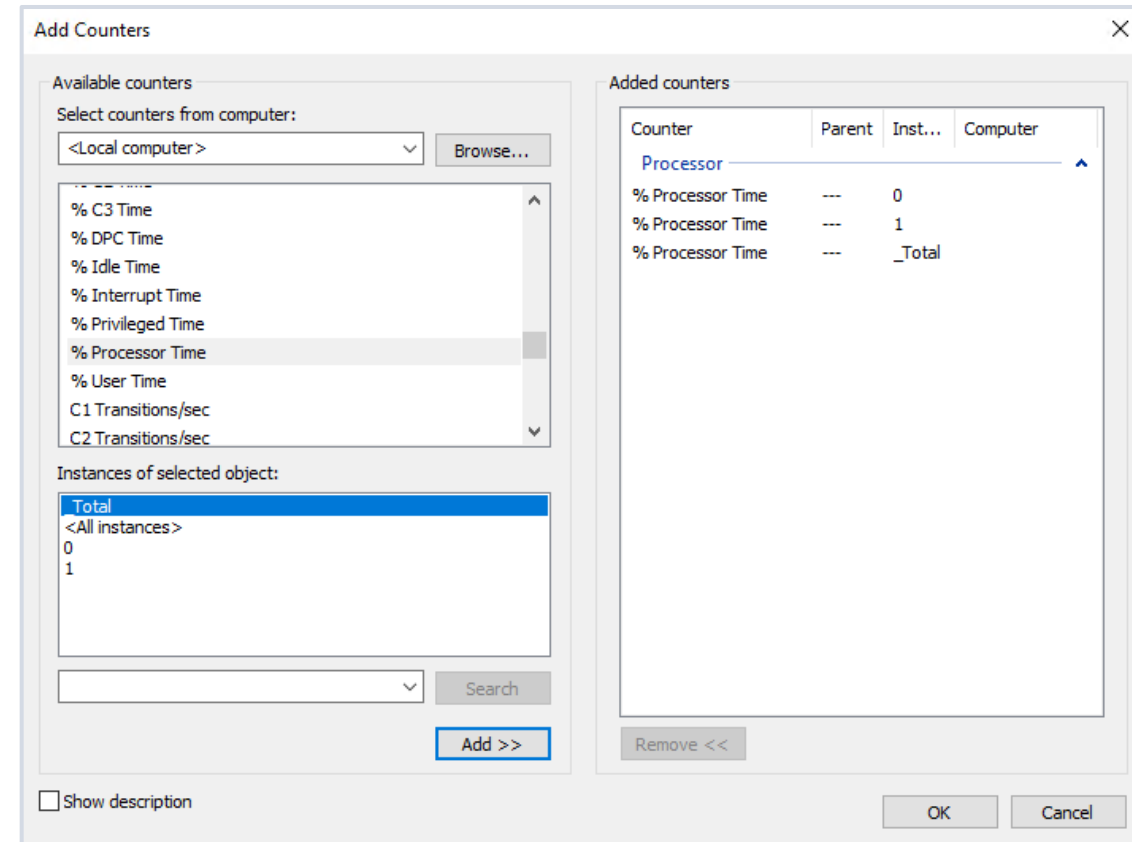 Add Counters
Available counters
Select counters from computer:
<Local computer>
Browse...
% C3 Time
% DPC Time
% Idle Time
% Interrupt Time
% Privileged Time
% Processor Time
% User Time
C1 Transitions/sec
C2 Transitions/sec
Instances of selected object:
_Total
<All instances>
0
1
Search
Add >>
Show description
Added counters
Counter Parent Inst... Computer
Processor
% Processor Time --- 0
% Processor Time --- 1
% Processor Time --- _Total
Remove <<
OK
Cancel